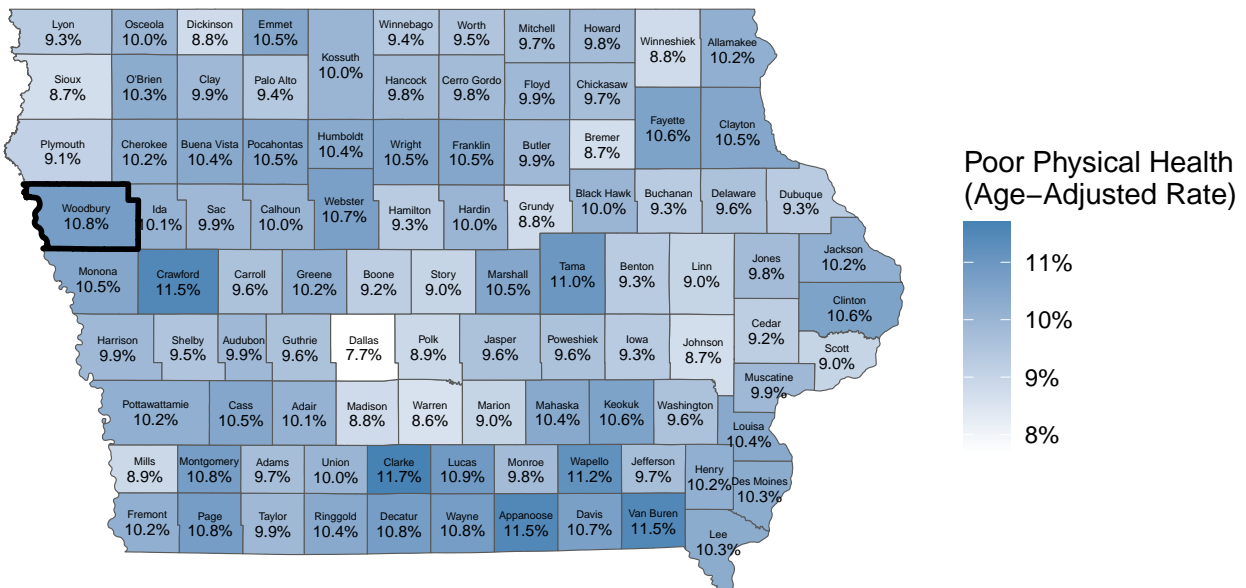 Lyon
9.3%
Osceola
10.0%
Dickinson
8.8%
Emmet
10.5%
Kossuth
10.0%
Winnebago
9.4%
Worth
9.5%
Mitchell
9.7%
Howard
9.8%
Winneshiek
8.8%
Allamakee
10.2%
Sioux
8.7%
O'Brien
10.3%
Clay
9.9%
Palo Alto
9.4%
Hancock
9.8%
Cerro Gordo
9.8%
Floyd
9.9%
Chickasaw
9.7%
Fayette
10.6%
Clayton
10.5%
Plymouth
9.1%
Cherokee
10.2%
Buena Vista
10.4%
Pocahontas
10.5%
Humboldt
10.4%
Wright
10.5%
Franklin
10.5%
Butler
9.9%
Bremer
8.7%
Woodbury
10.8%
Ida
10.1%
Sac
9.9%
Calhoun
10.0%
Webster
10.7%
Hamilton
9.3%
Hardin
10.0%
Grundy
8.8%
Black Hawk
10.0%
Buchanan
9.3%
Delaware
9.6%
Dubuque
9.3%
Monona
10.5%
Crawford
11.5%
Carroll
9.6%
Greene
10.2%
Boone
9.2%
Story
9.0%
Marshall
10.5%
Tama
11.0%
Benton
9.3%
Linn
9.0%
Jones
9.8%
Jackson
10.2%
Clinton
10.6%
Harrison
9.9%
Shelby
9.5%
Audubon
9.9%
Guthrie
9.6%
Dallas
7.7%
Polk
8.9%
Jasper
9.6%
Poweshiek
9.6%
Iowa
9.3%
Johnson
8.7%
Cedar
9.2%
Scott
9.0%
Muscatine
9.9%
Pottawattamie
10.2%
Cass
10.5%
Adair
10.1%
Madison
8.8%
Warren
8.6%
Marion
9.0%
Mahaska
10.4%
Keokuk
10.6%
Washington
9.6%
Louisa
10.4%
Mills
8.9%
Montgomery
10.8%
Adams
9.7%
Union
10.0%
Clarke
11.7%
Lucas
10.9%
Monroe
9.8%
Wapello
11.2%
Jefferson
9.7%
Henry
10.2%
Des Moines
10.3%
Fremont
10.2%
Page
10.8%
Taylor
9.9%
Ringgold
10.4%
Decatur
10.8%
Wayne
10.8%
Appanoose
11.5%
Davis
10.7%
Van Buren
11.5%
Lee
10.3%
Poor Physical Health
(Age−Adjusted Rate)
11%
10%
9%
8%